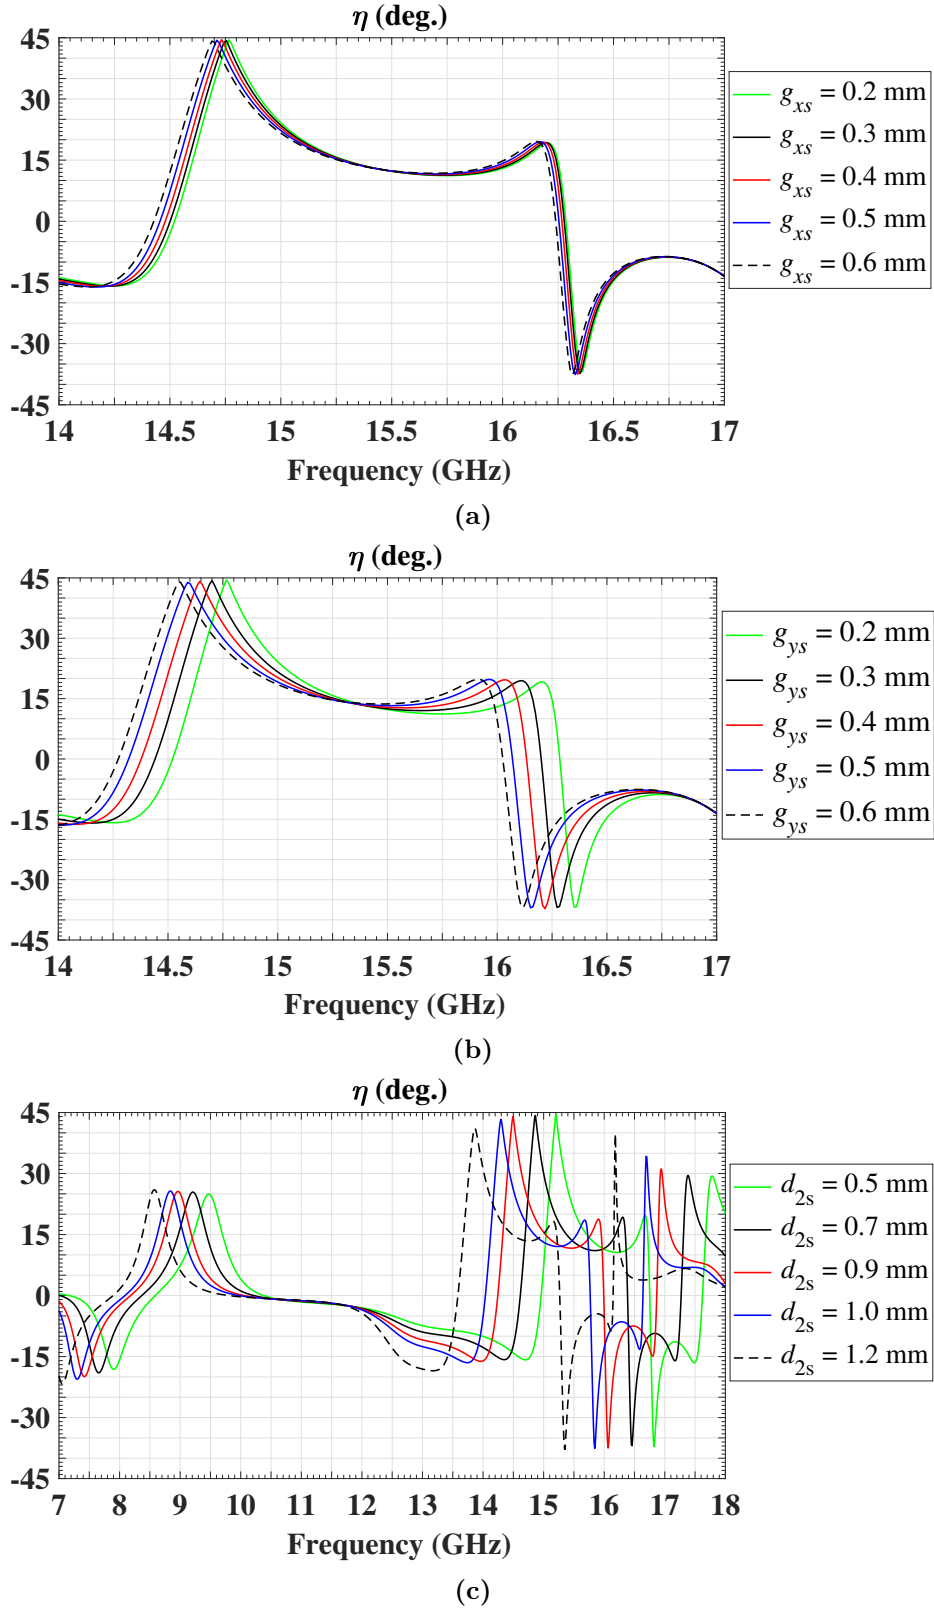 η (deg.)
45
30
15
0
-15
-30
-45
14 14.5 15 15.5 16 16.5 17
Frequency (GHz)
g_xs = 0.2 mm
g_xs = 0.3 mm
g_xs = 0.4 mm
g_xs = 0.5 mm
g_xs = 0.6 mm
(a)
η (deg.)
45
30
15
0
-15
-30
-45
14 14.5 15 15.5 16 16.5 17
Frequency (GHz)
g_ys = 0.2 mm
g_ys = 0.3 mm
g_ys = 0.4 mm
g_ys = 0.5 mm
g_ys = 0.6 mm
(b)
η (deg.)
45
30
15
0
-15
-30
-45
7 8 9 10 11 12 13 14 15 16 17 18
Frequency (GHz)
d_2s = 0.5 mm
d_2s = 0.7 mm
d_2s = 0.9 mm
d_2s = 1.0 mm
d_2s = 1.2 mm
(c)